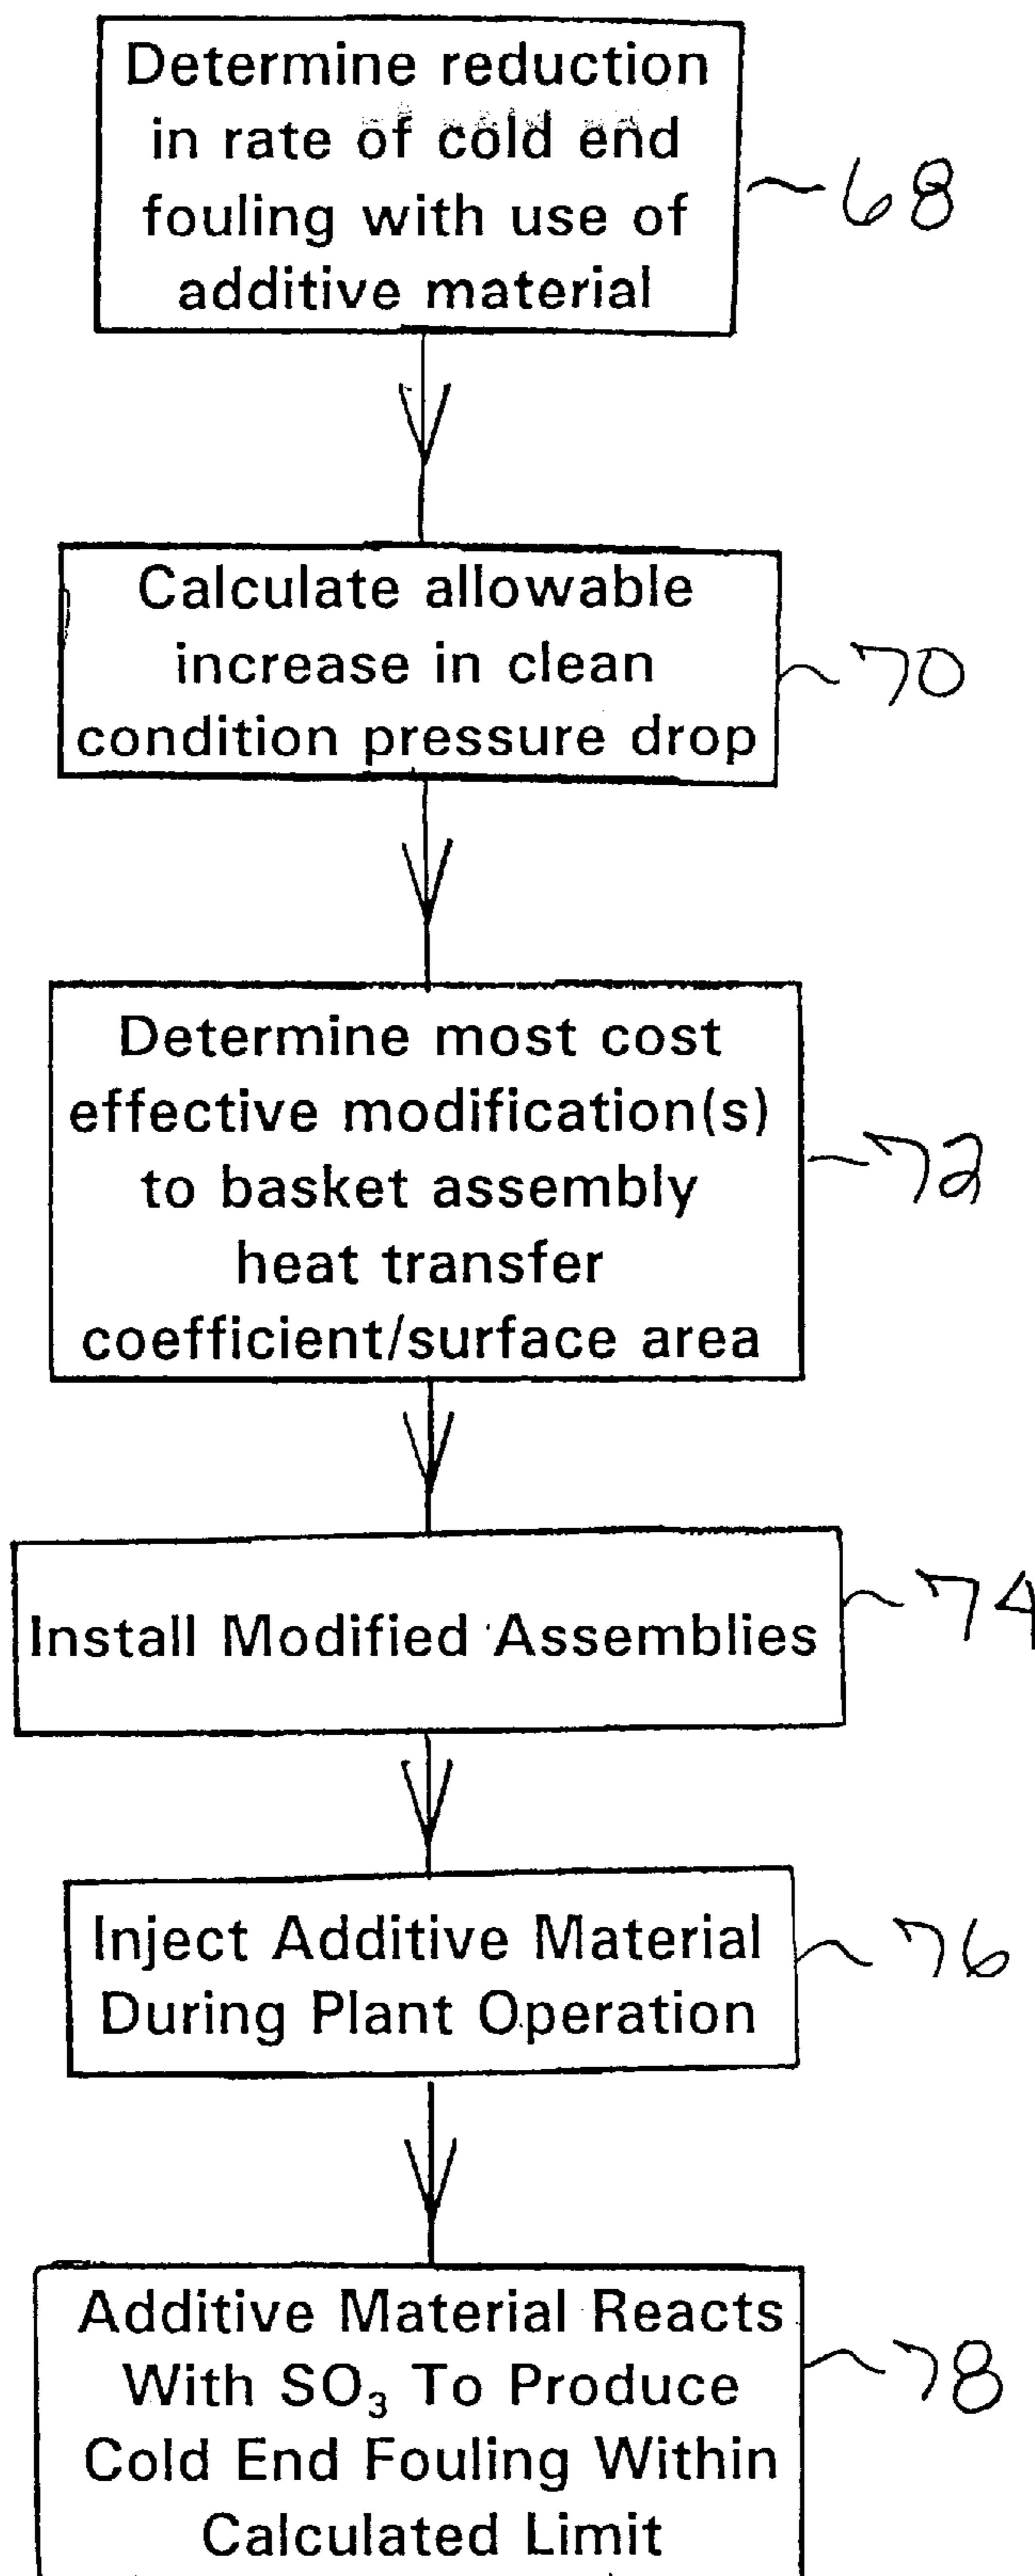 Determine reduction
in rate of cold end
fouling with use of
additive material
68
Calculate allowable
increase in clean
condition pressure drop
70
Determine most cost
effective modification(s)
to basket assembly
heat transfer
coefficient/surface area
72
Install Modified Assemblies
74
Inject Additive Material
During Plant Operation
76
Additive Material Reacts
With SO₃ To Produce
Cold End Fouling Within
Calculated Limit
78